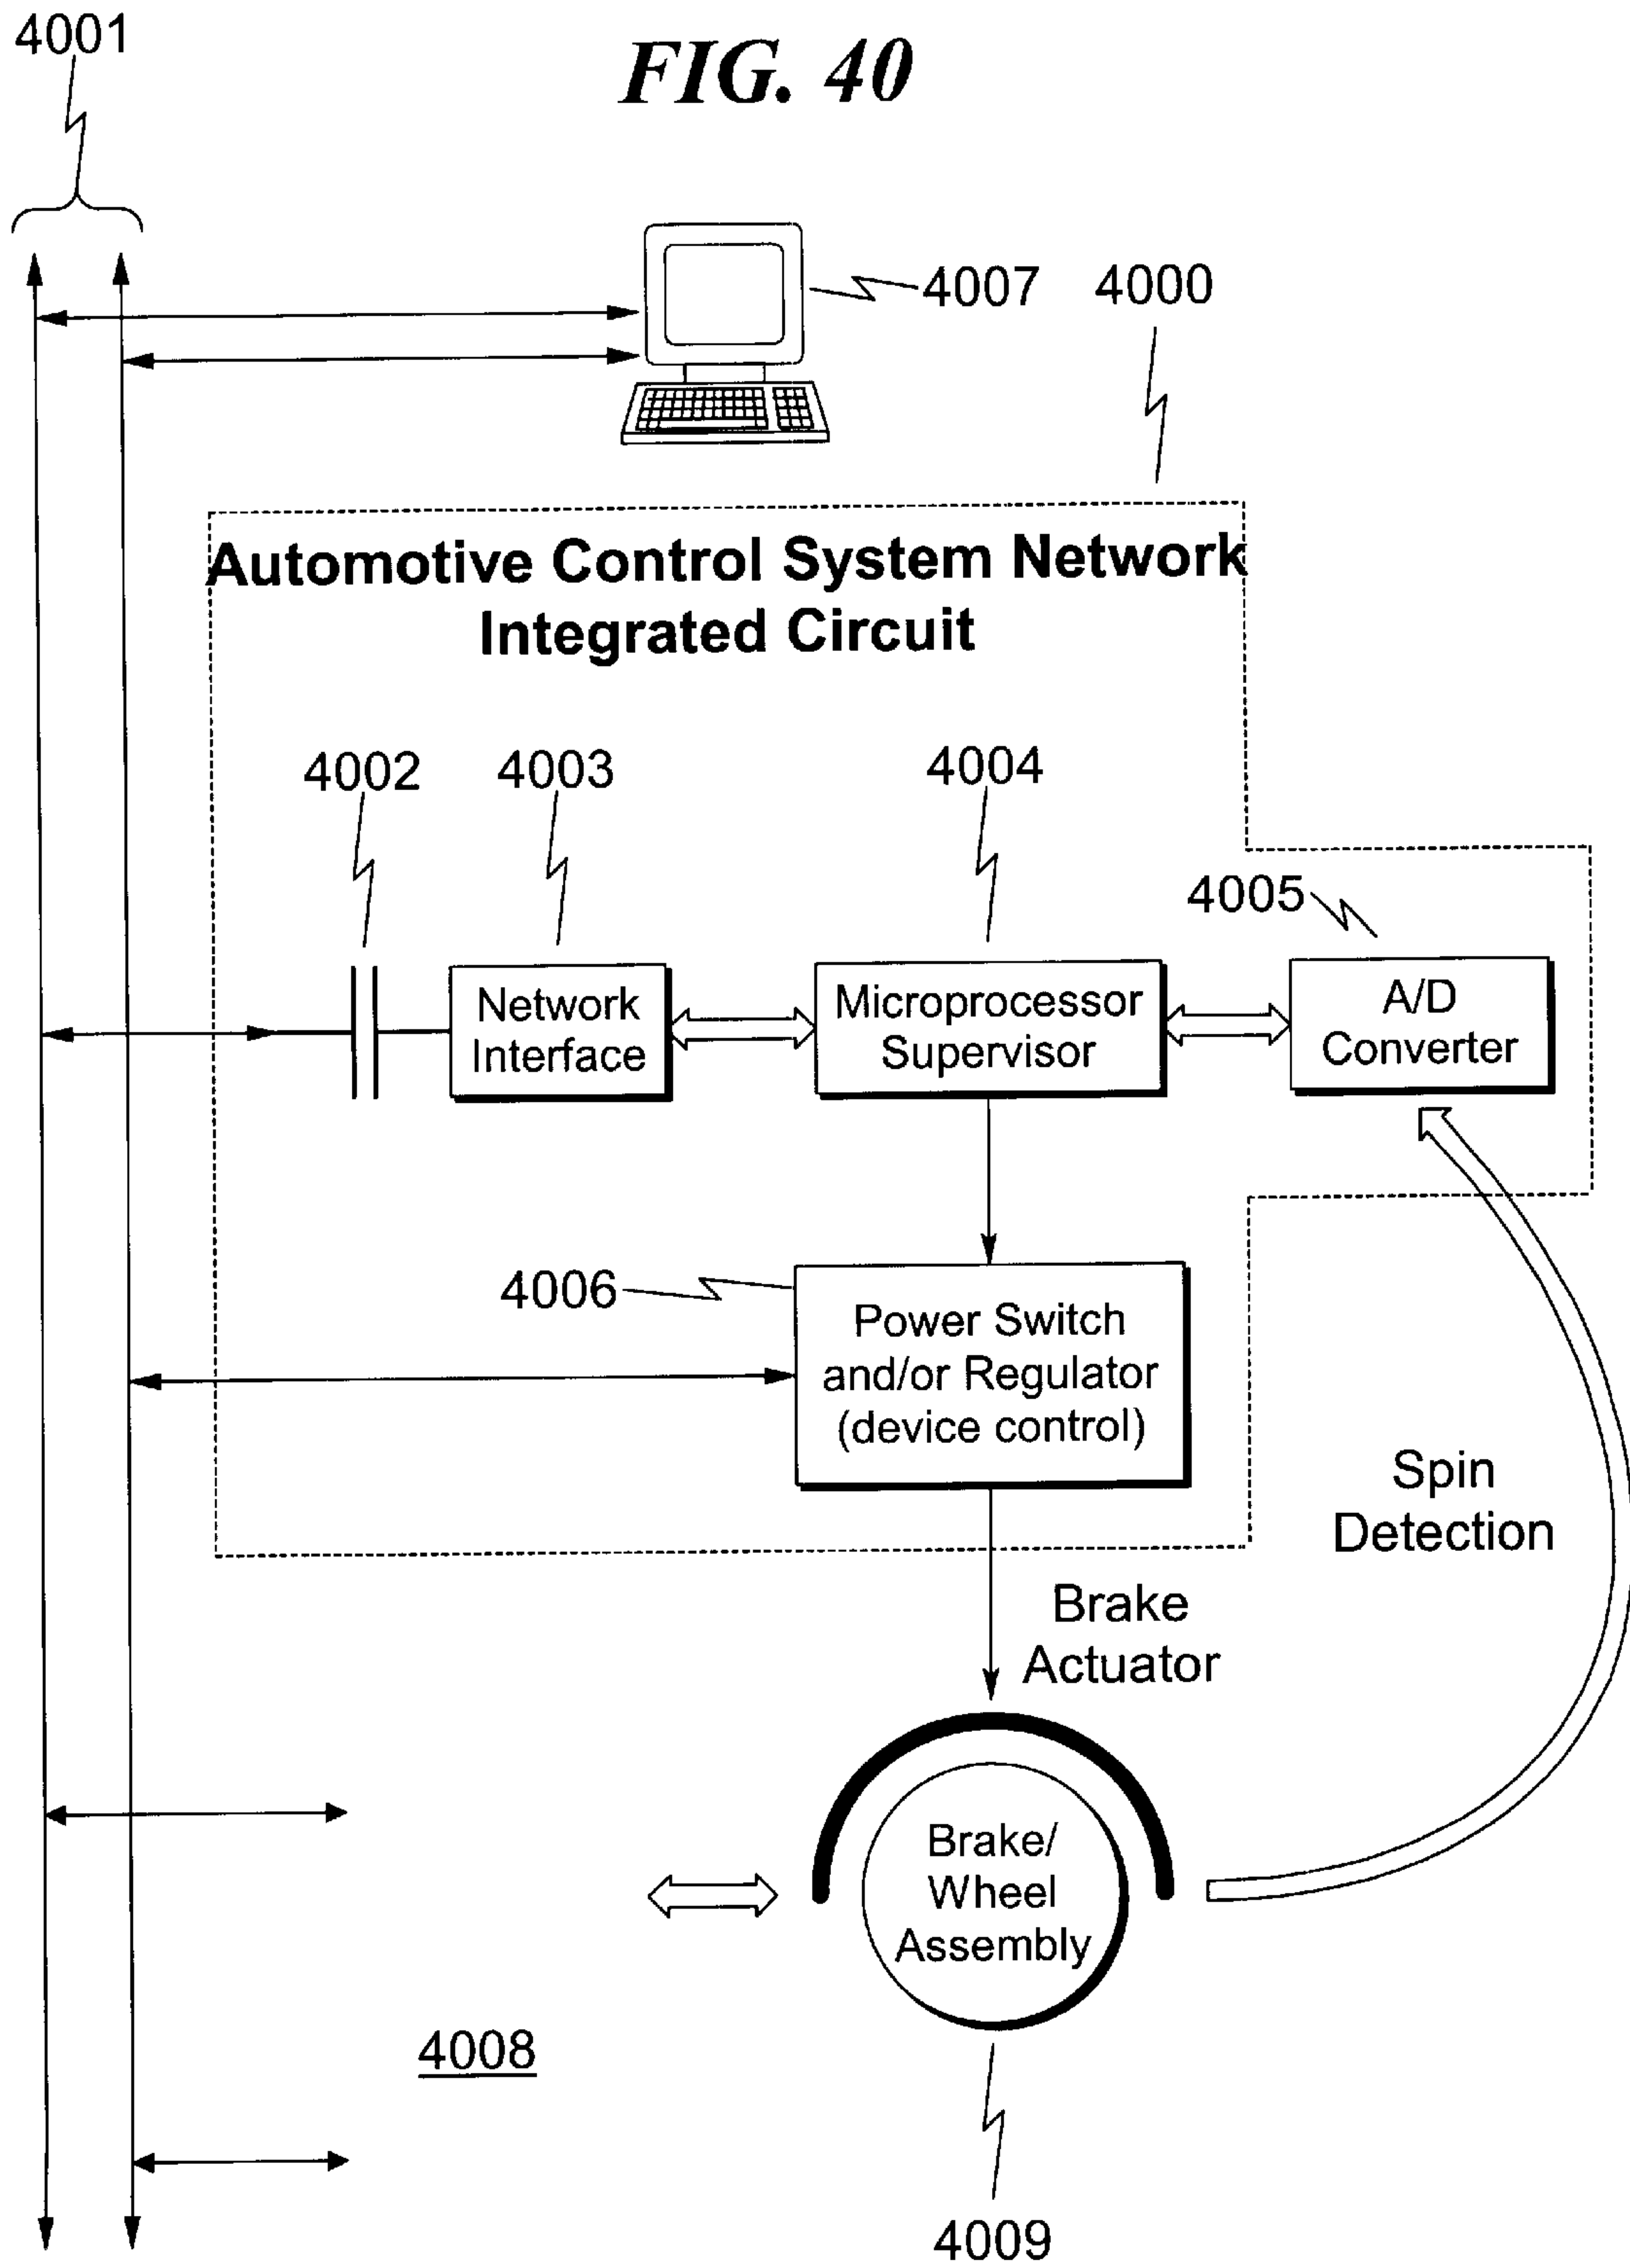 4001
FIG. 40
4007
4000
Automotive Control System Network
Integrated Circuit
4002
4003
4004
4005
Network
Interface
Microprocessor
Supervisor
A/D
Converter
4006
Power Switch
and/or Regulator
(device control)
Spin
Detection
Brake
Actuator
Brake/
Wheel
Assembly
4008
4009